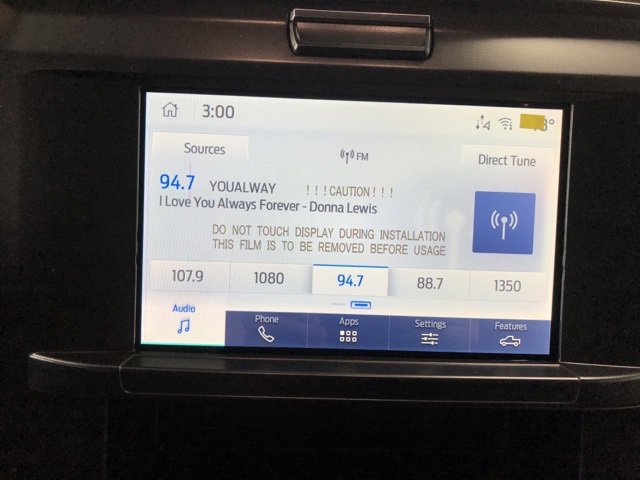 3:00
Sources
FM
Direct Tune
94.7 YOUALWAY
!!!CAUTION!!!
I Love You Always Forever - Donna Lewis
DO NOT TOUCH DISPLAY DURING INSTALLATION
THIS FILM IS TO BE REMOVED BEFORE USAGE
107.9 1080 94.7 88.7 1350
Audio Phone Apps Settings Features